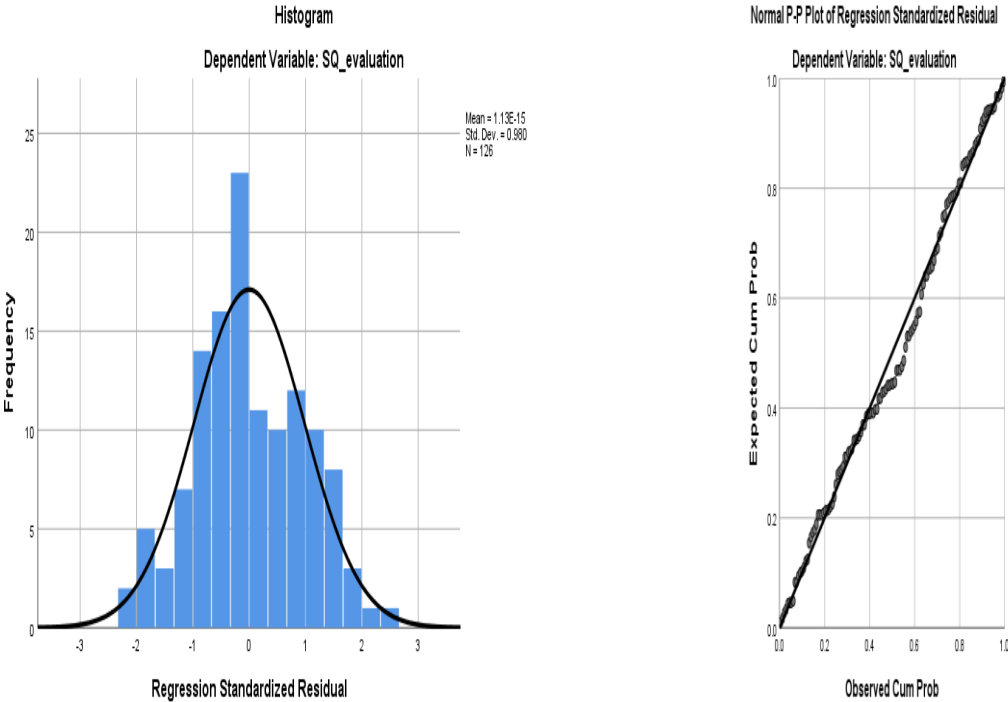 Histogram
Dependent Variable: SQ_evaluation
Mean = 1.13E-15
Std. Dev. = 0.980
N = 126
Frequency
25
20
15
10
5
0
-3 -2 -1 0 1 2 3
Regression Standardized Residual
Normal P-P Plot of Regression Standardized Residual
Dependent Variable: SQ_evaluation
Expected Cum Prob
1.0
0.8
0.6
0.4
0.2
0.0
0.0 0.2 0.4 0.6 0.8 1.0
Observed Cum Prob